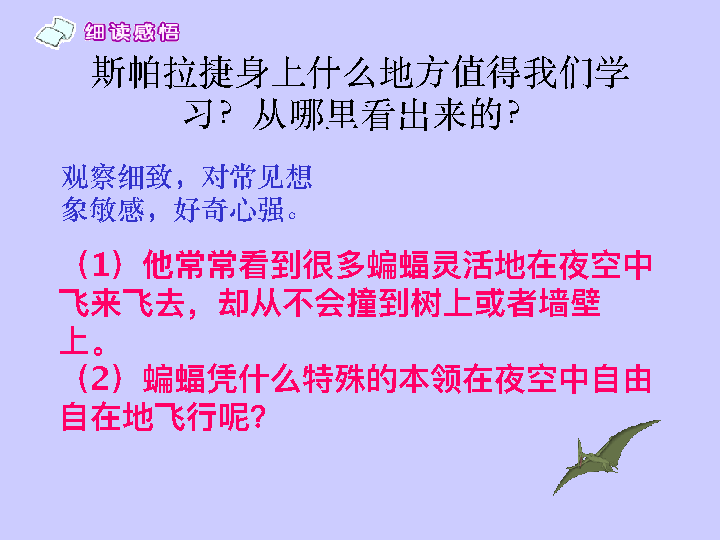 细读感悟
斯帕拉捷身上什么地方值得我们学
习？从哪里看出来的？
观察细致，对常见想
象敏感，好奇心强。
（1）他常常看到很多蝙蝠灵活地在夜空中
飞来飞去，却从不会撞到树上或者墙壁
上。
（2）蝙蝠凭什么特殊的本领在夜空中自由
自在地飞行呢？